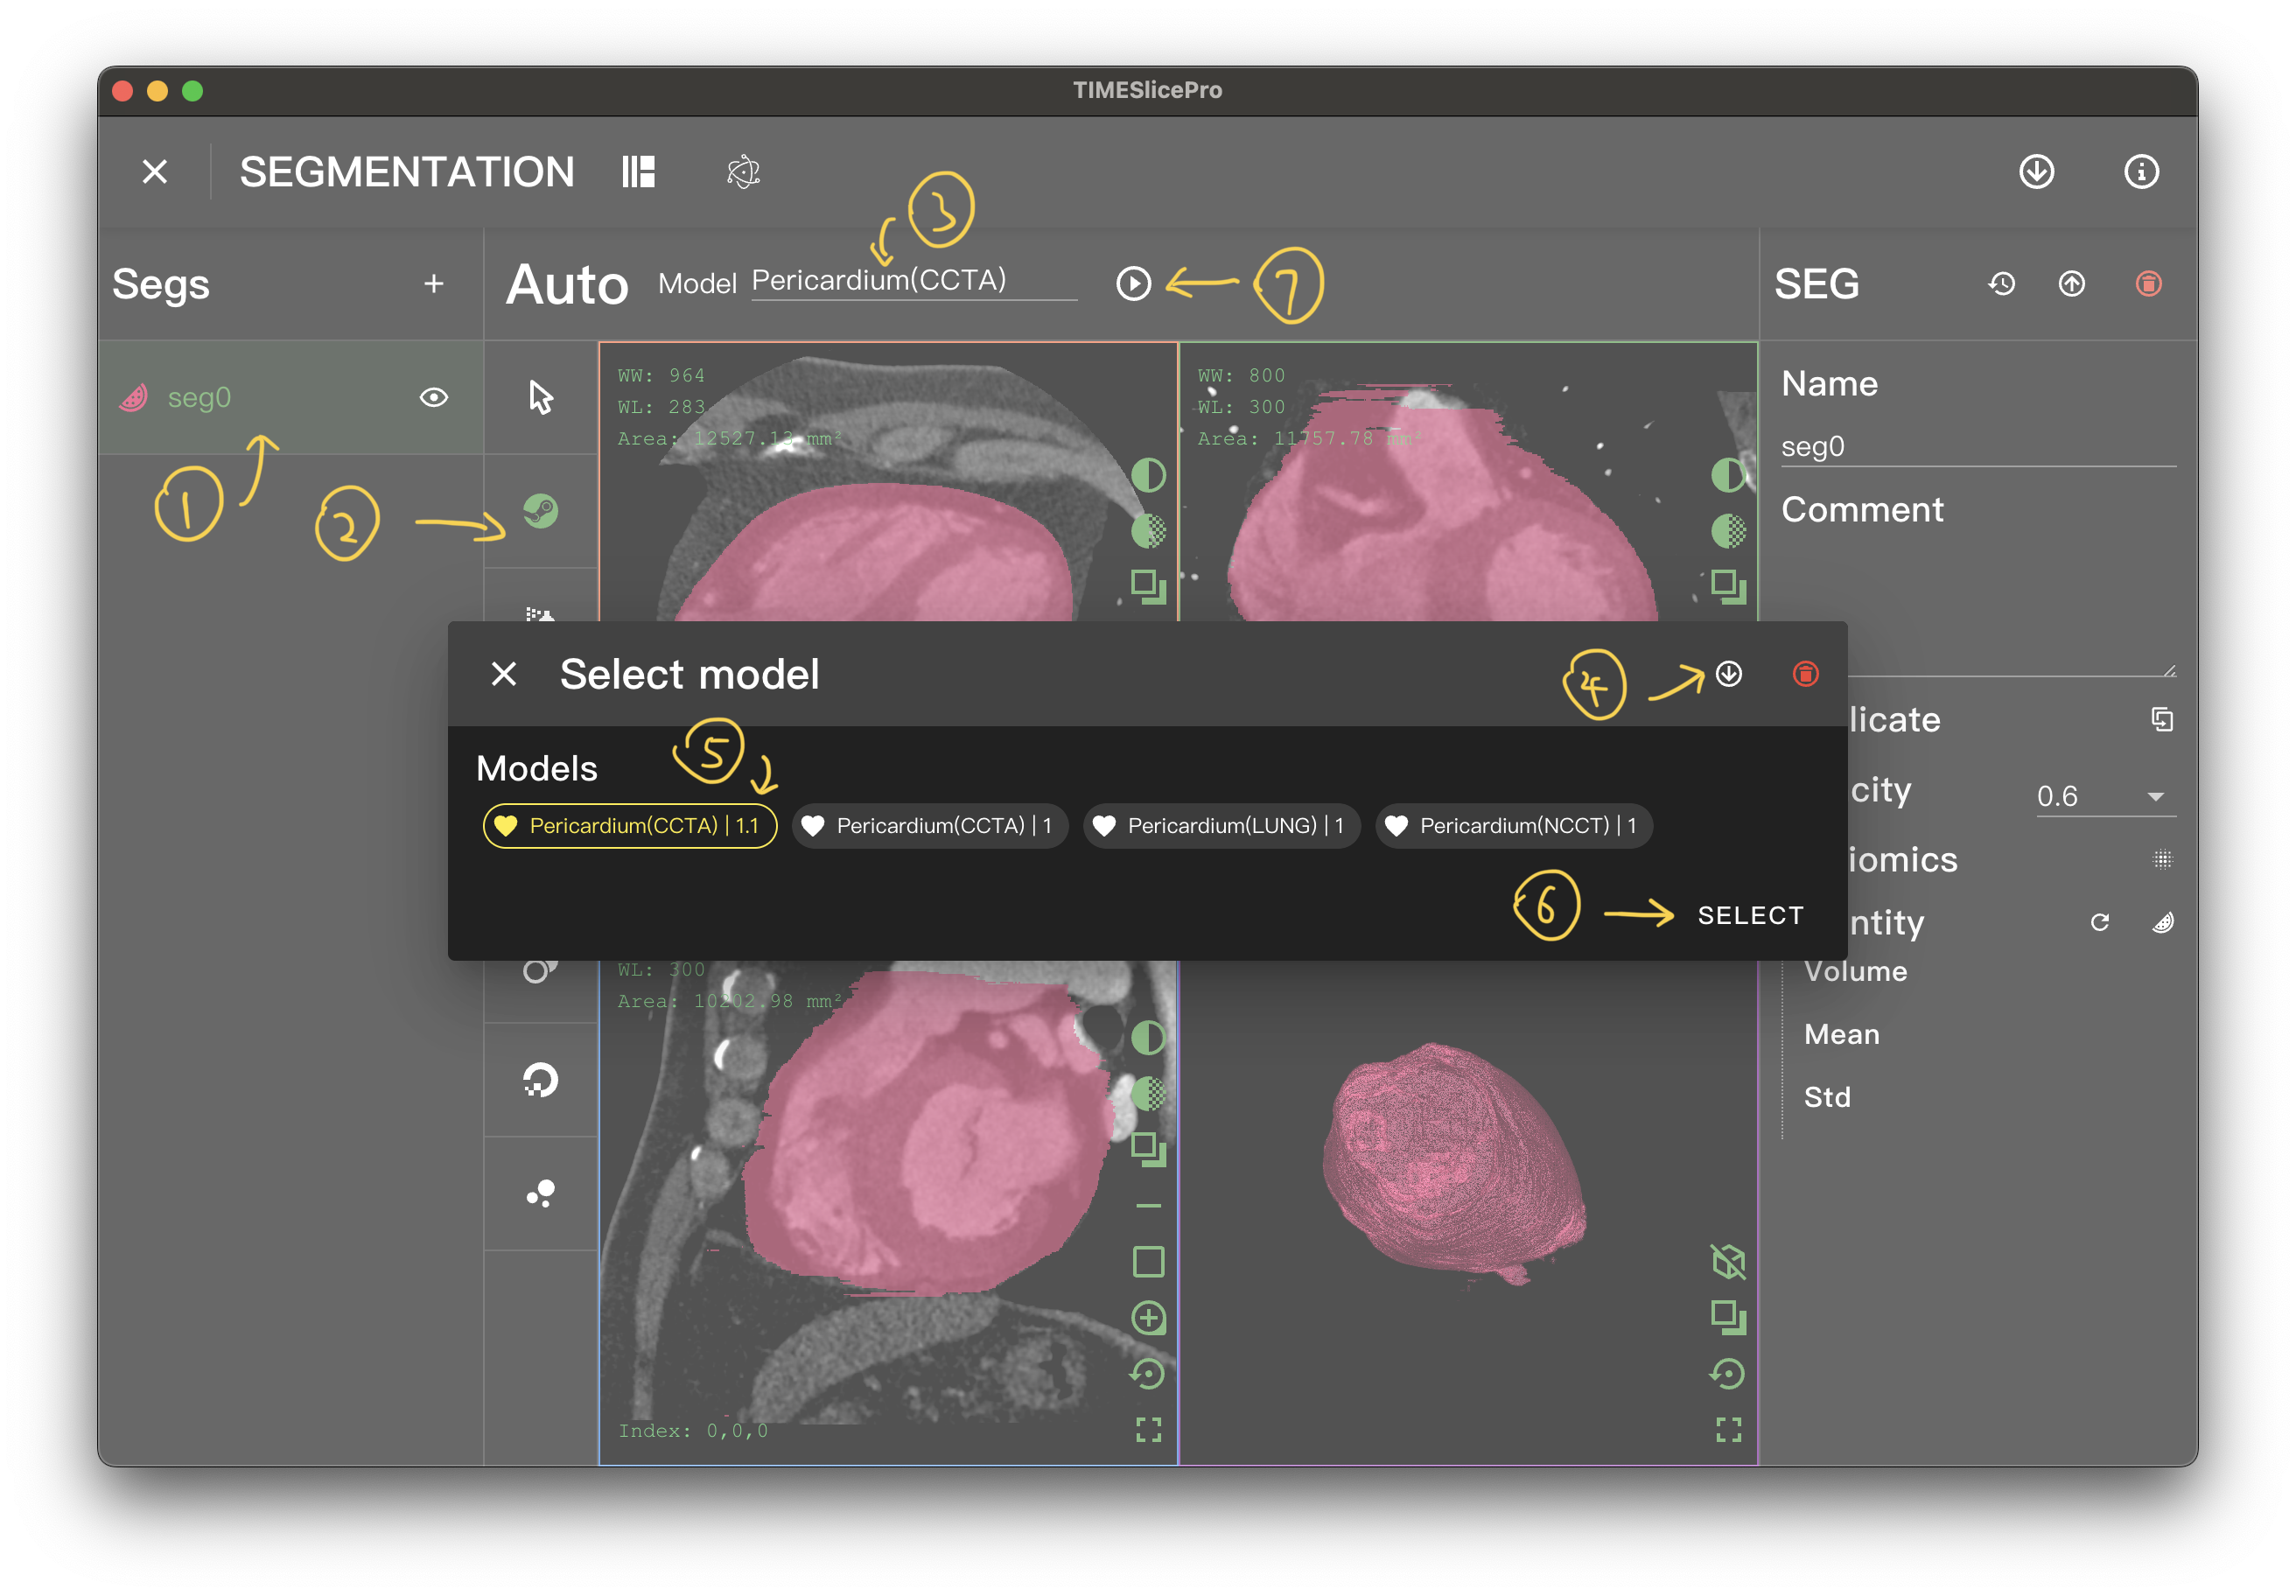 TIMESlicePro
SEGMENTATION
3
Segs
Auto Model Pericardium(CCTA)
7
SEG
seg0
1
2
WW: 964
WL: 283
Area: 12527.13 mm²
WW: 800
WL: 300
Area: 11757.78 mm²
Name
seg0
Comment
Select model
4
5
Models
Pericardium(CCTA) | 1.1
Pericardium(CCTA) | 1
Pericardium(LUNG) | 1
Pericardium(NCCT) | 1
6
SELECT
licate
city
0.6
iomics
ntity
Volume
Mean
Std
WL: 300
Area: 10202.98 mm²
Index: 0,0,0